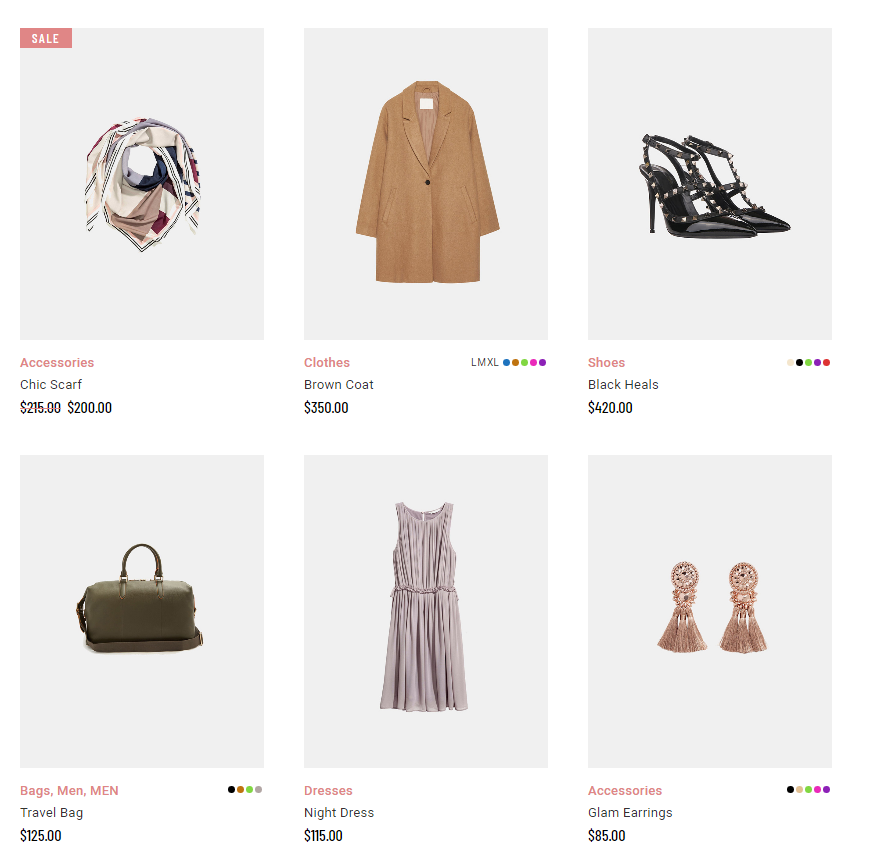 SALE
Accessories
Chic Scarf
$215.00 $200.00
Clothes LMXL
Brown Coat
$350.00
Shoes
Black Heals
$420.00
Bags, Men, MEN
Travel Bag
$125.00
Dresses
Night Dress
$115.00
Accessories
Glam Earrings
$85.00